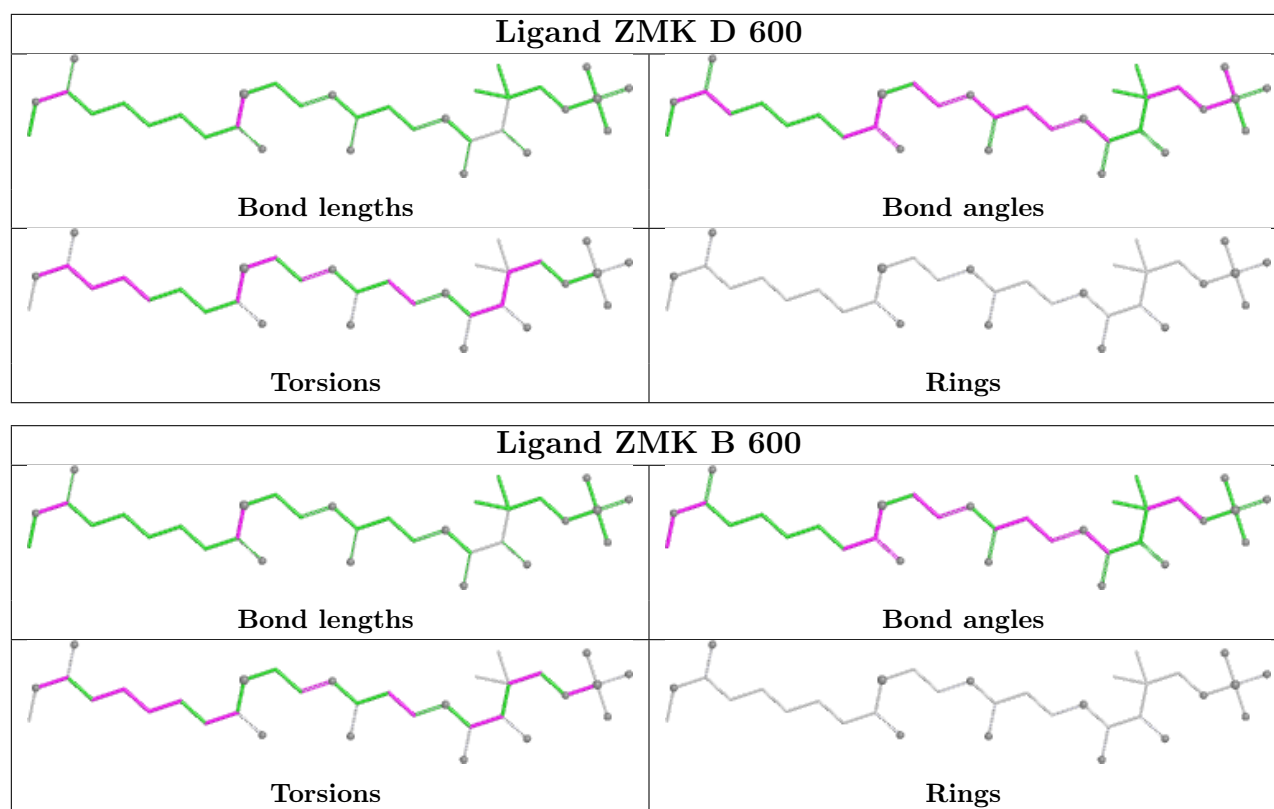 Ligand ZMK D 600
Bond lengths
Bond angles
Torsions
Rings
Ligand ZMK B 600
Bond lengths
Bond angles
Torsions
Rings